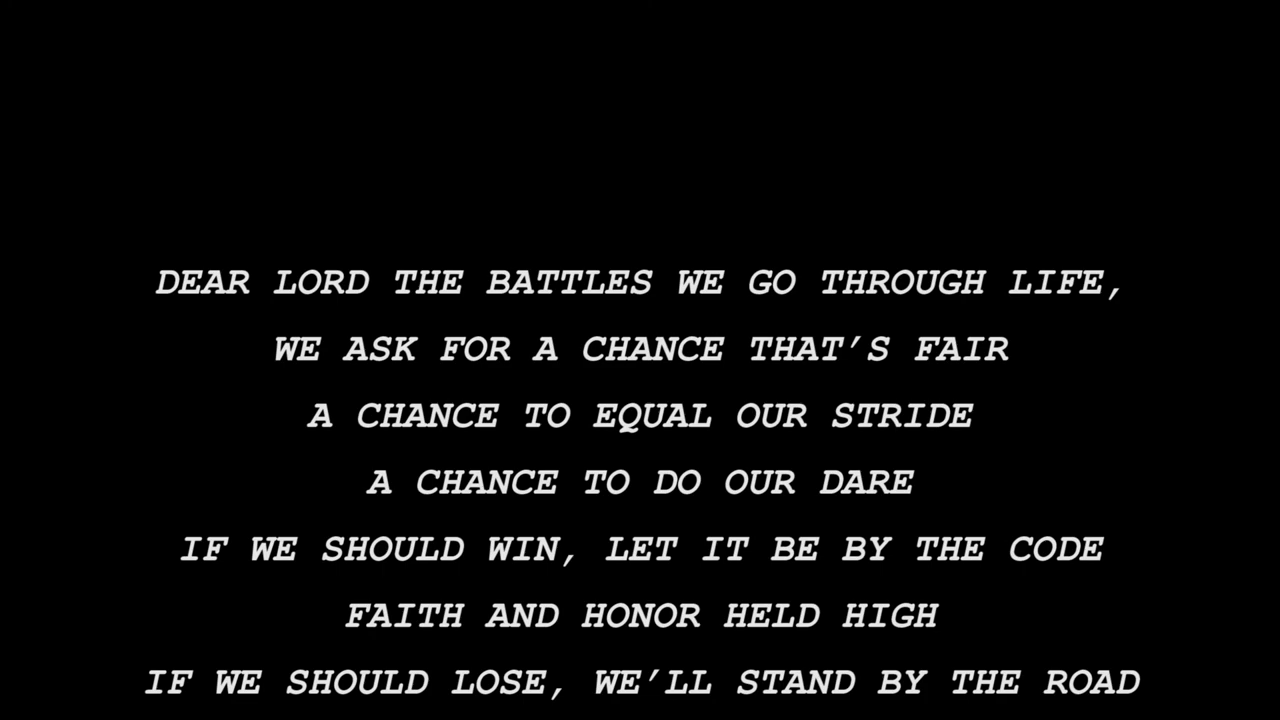 DEAR LORD THE BATTLES WE GO THROUGH LIFE,
WE ASK FOR A CHANCE THAT’S FAIR
A CHANCE TO EQUAL OUR STRIDE
A CHANCE TO DO OUR DARE
IF WE SHOULD WIN, LET IT BE BY THE CODE
FAITH AND HONOR HELD HIGH
IF WE SHOULD LOSE, WE’LL STAND BY THE ROAD